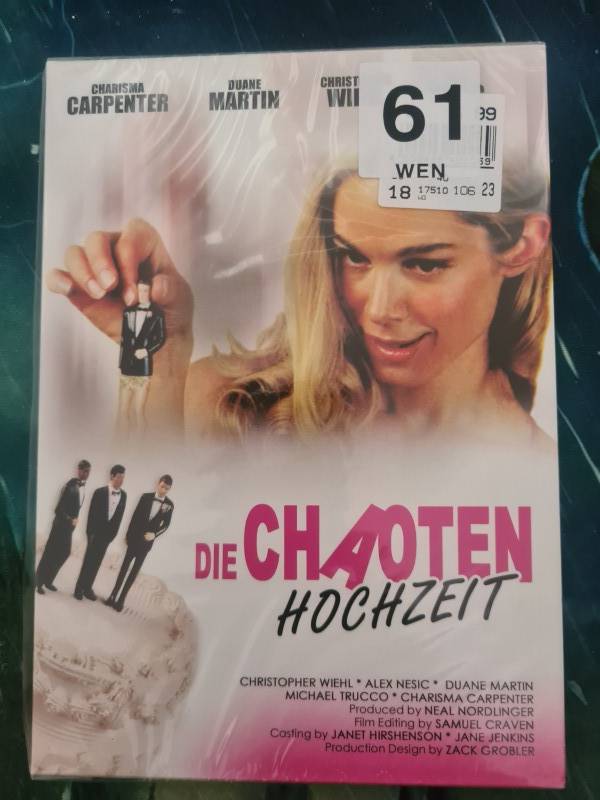 CHARISMA
CARPENTER
DUANE
MARTIN
61
WEN
99
18 17510 106 23
DIE CHAOTEN
HOCHZEIT
CHRISTOPHER WIEHL * ALEX NESIC * DUANE MARTIN
MICHAEL TRUCCO * CHARISMA CARPENTER
Produced by NEAL NORDLINGER
Film Editing by SAMUEL CRAVEN
Casting by JANET HIRSHENSON * JANE JENKINS
Production Design by ZACK GROBLER